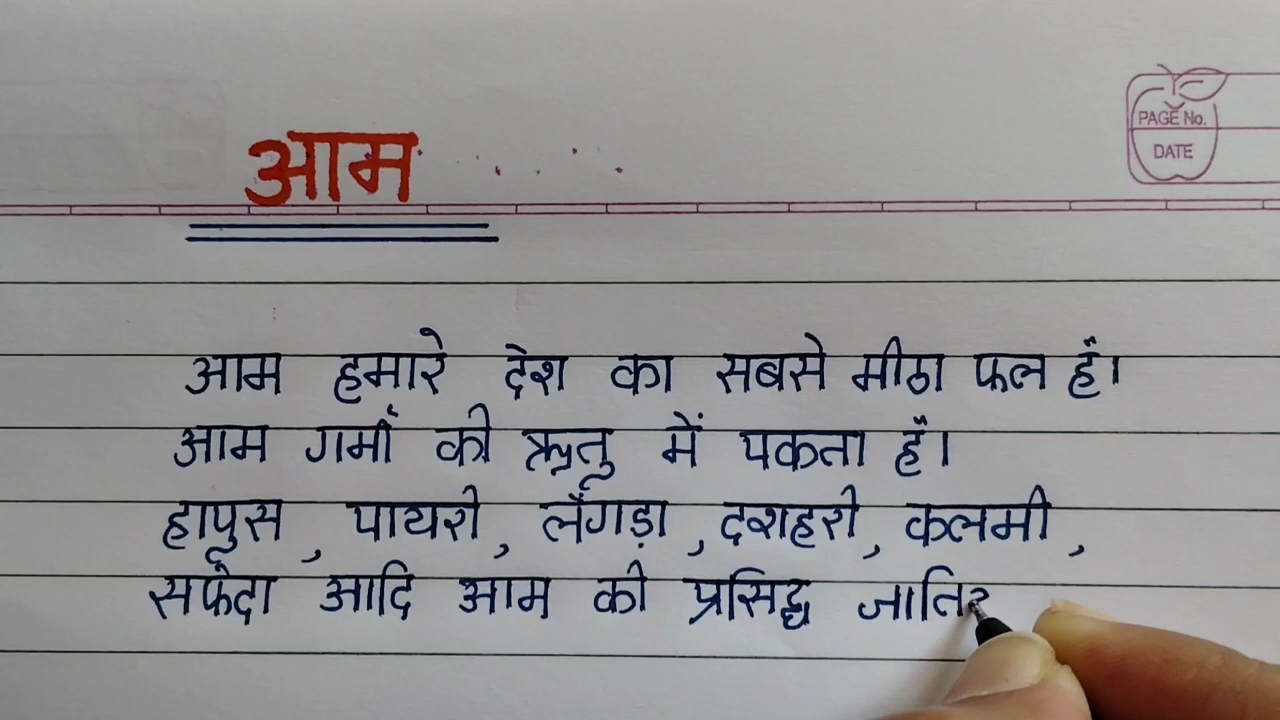 आम
PAGE No.
DATE
आम हमारे देश का सबसे मीठा फल है।
आम गर्मी की ऋतु में पकता है।
हापुस, पायरी, लँगड़ा, दशहरी, कलमी,
सफेदा आदि आम की प्रसिद्ध